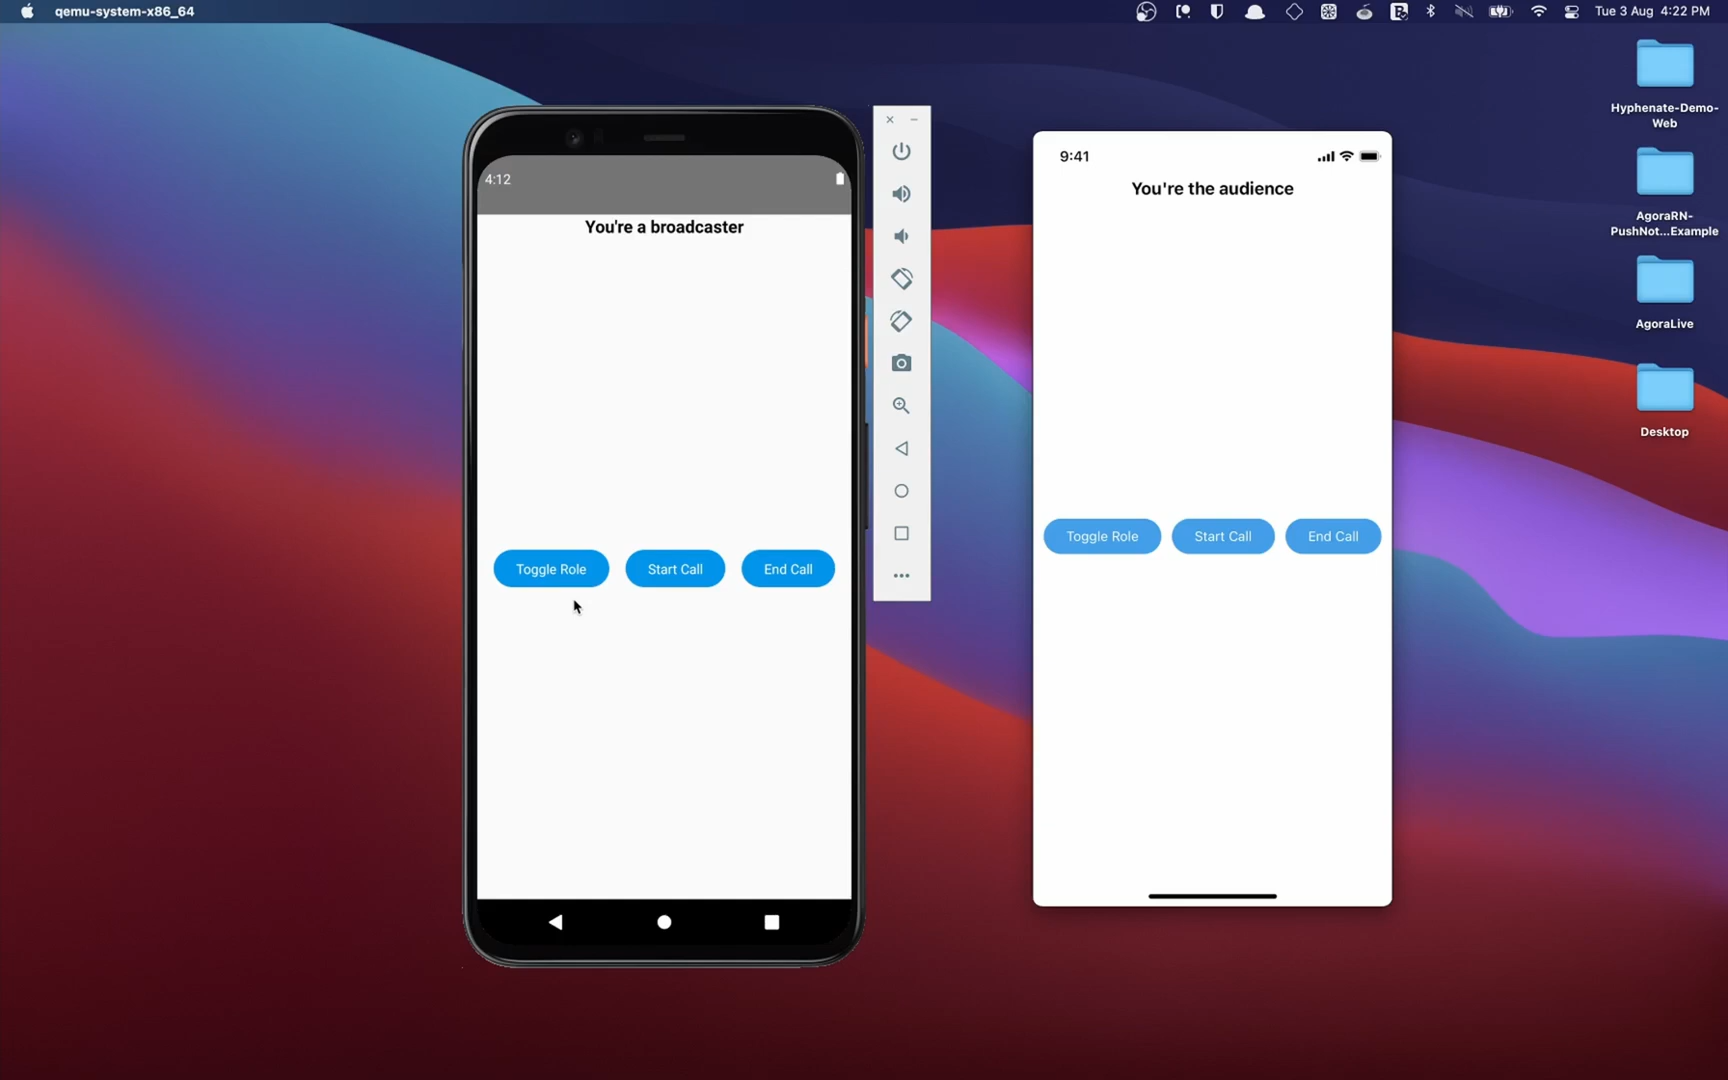 qemu-system-x86_64
Tue 3 Aug 4:22 PM
Hyphenate-Demo-
Web
AgoraRN-
PushNot...Example
AgoraLive
Desktop
4:12
You're a broadcaster
Toggle Role
Start Call
End Call
9:41
You're the audience
Toggle Role
Start Call
End Call